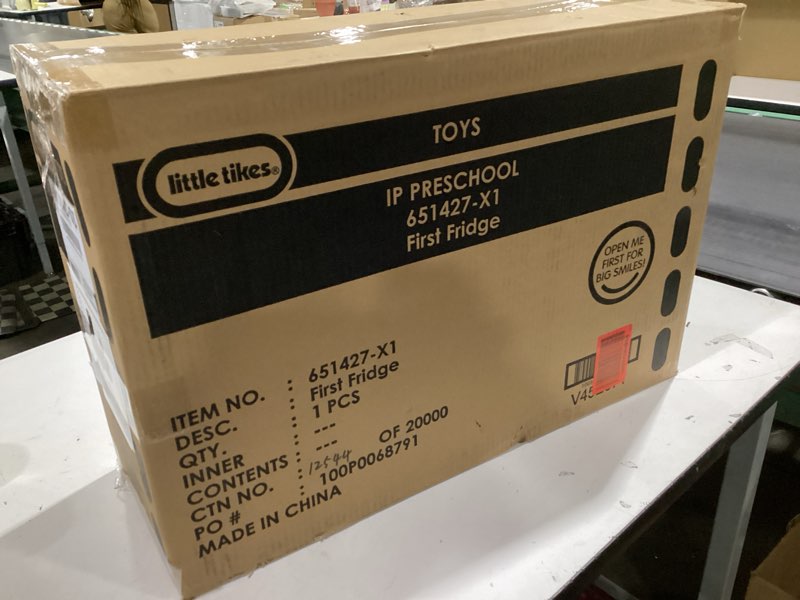 little tikes®
TOYS
IP PRESCHOOL
651427-X1
First Fridge
OPEN ME
FIRST FOR
BIG SMILES!
ITEM NO. : 651427-X1
DESC. : First Fridge
QTY. : 1 PCS
INNER : ---
CONTENTS : ---
CTN NO. : 12544 OF 20000
PO # : 100P0068791
MADE IN CHINA